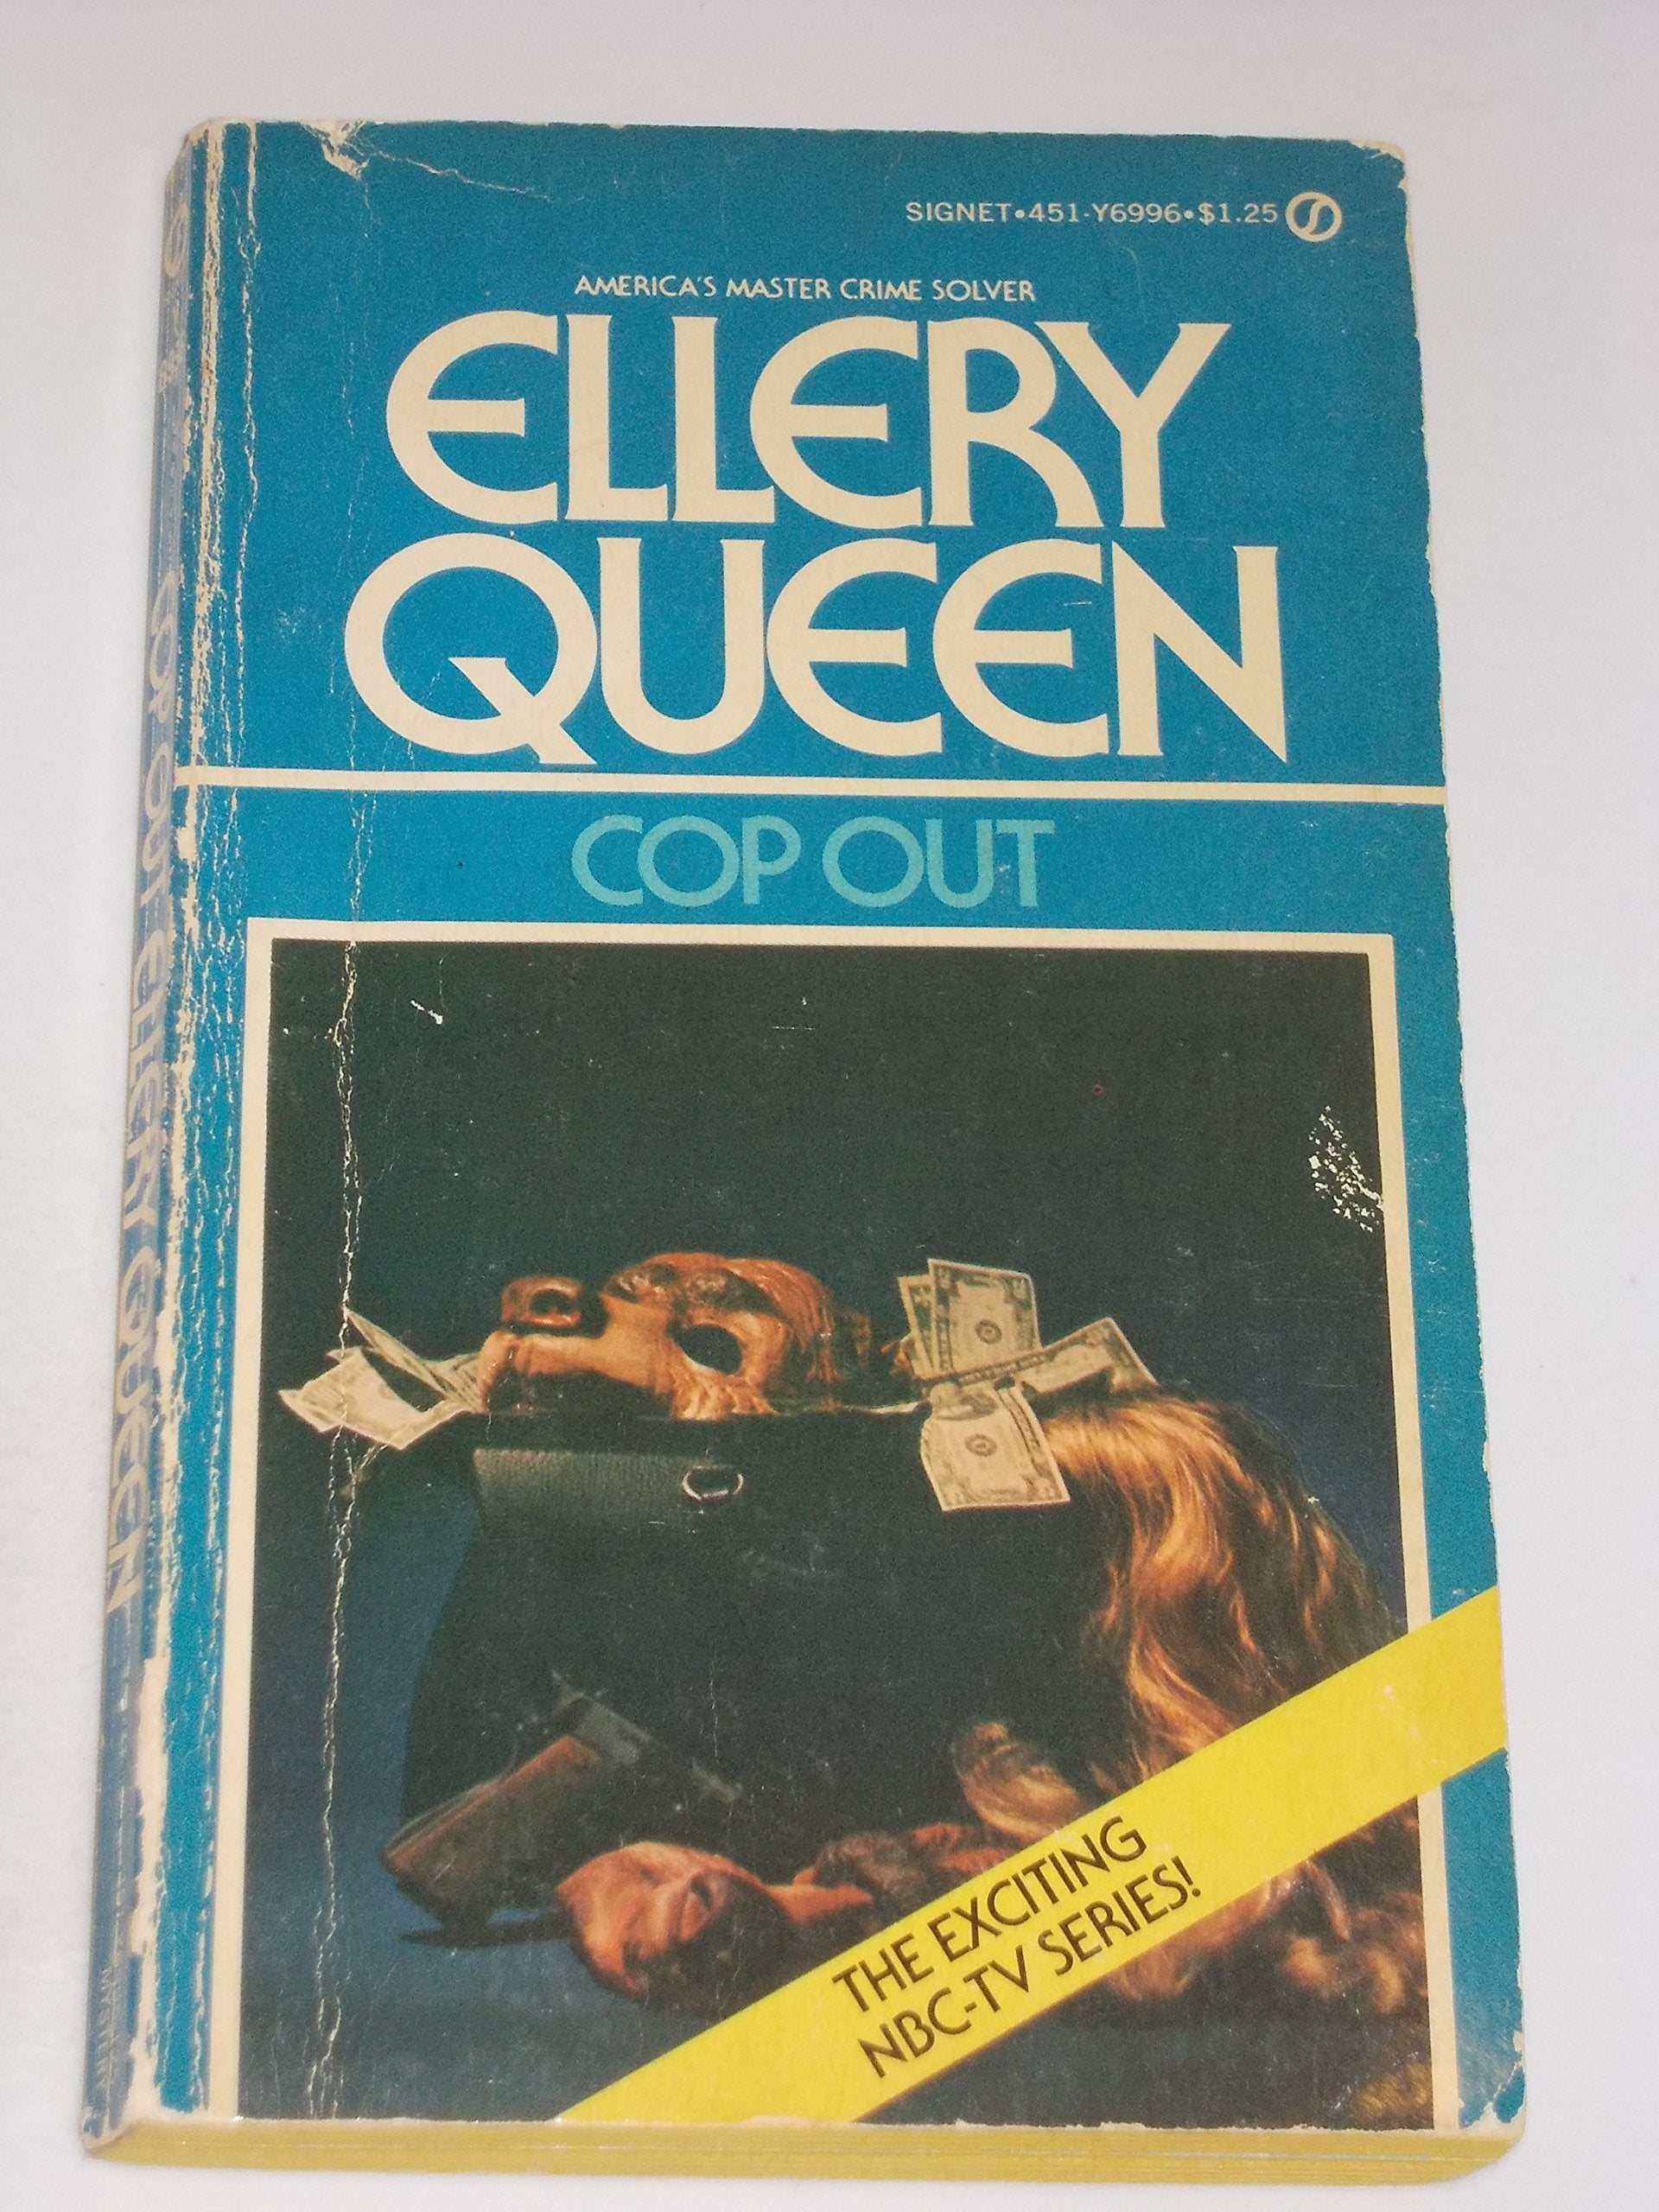 SIGNET•451-Y6996•$1.25
AMERICA'S MASTER CRIME SOLVER
ELLERY
QUEEN
COP OUT
THE EXCITING
NBC-TV SERIES!
COP OUT ELLERY QUEEN